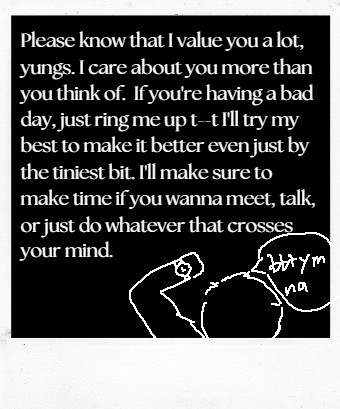 Please know that I value you a lot,
yungs. I care about you more than
you think of.  If you're having a bad
day, just ring me up t--t I'll try my
best to make it better even just by
the tiniest bit. I'll make sure to
make time if you wanna meet, talk,
or just do whatever that crosses
your mind.
bbtym
na